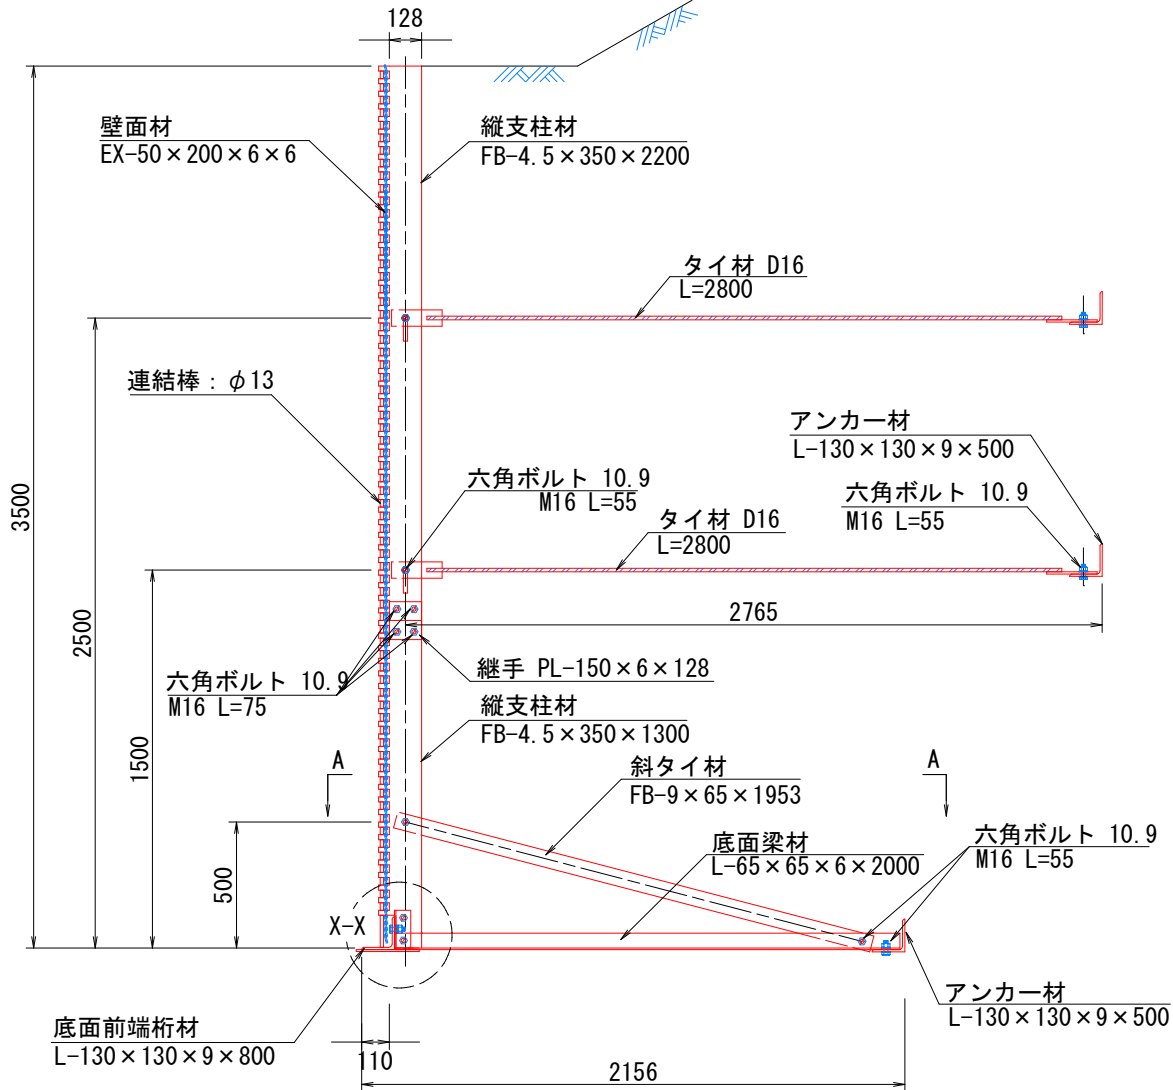 128
壁面材
EX-50×200×6×6
縦支柱材
FB-4.5×350×2200
タイ材 D16
L=2800
連結棒：φ13
アンカー材
L-130×130×9×500
六角ボルト 10.9
M16 L=55
六角ボルト 10.9
M16 L=55
タイ材 D16
L=2800
3500
2500
2765
継手 PL-150×6×128
六角ボルト 10.9
M16 L=75
縦支柱材
FB-4.5×350×1300
1500
A
A
斜タイ材
FB-9×65×1953
底面梁材
L-65×65×6×2000
六角ボルト 10.9
M16 L=55
500
X-X
アンカー材
L-130×130×9×500
底面前端桁材
L-130×130×9×800
110
2156